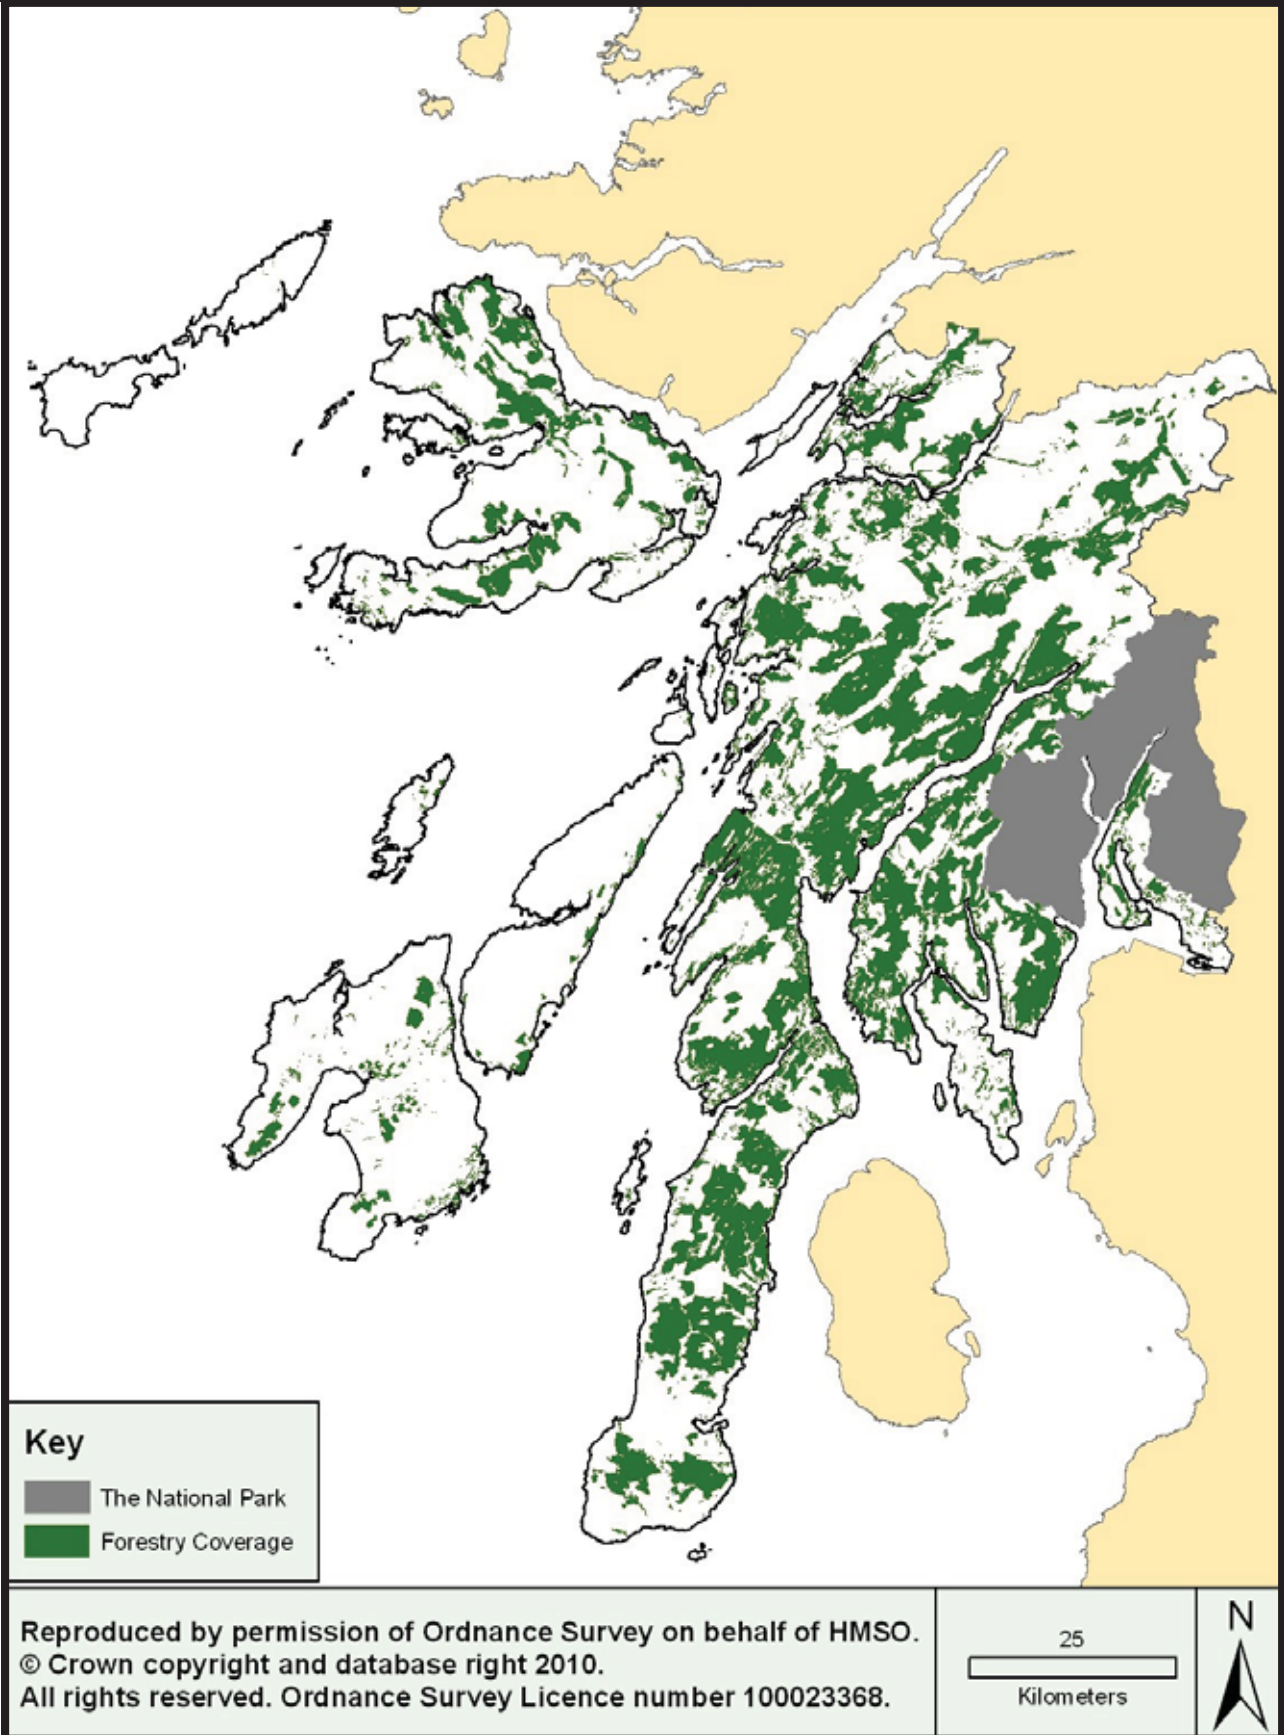 Key
The National Park
Forestry Coverage
Reproduced by permission of Ordnance Survey on behalf of HMSO.
© Crown copyright and database right 2010.
All rights reserved. Ordnance Survey Licence number 100023368.
25
Kilometers
N